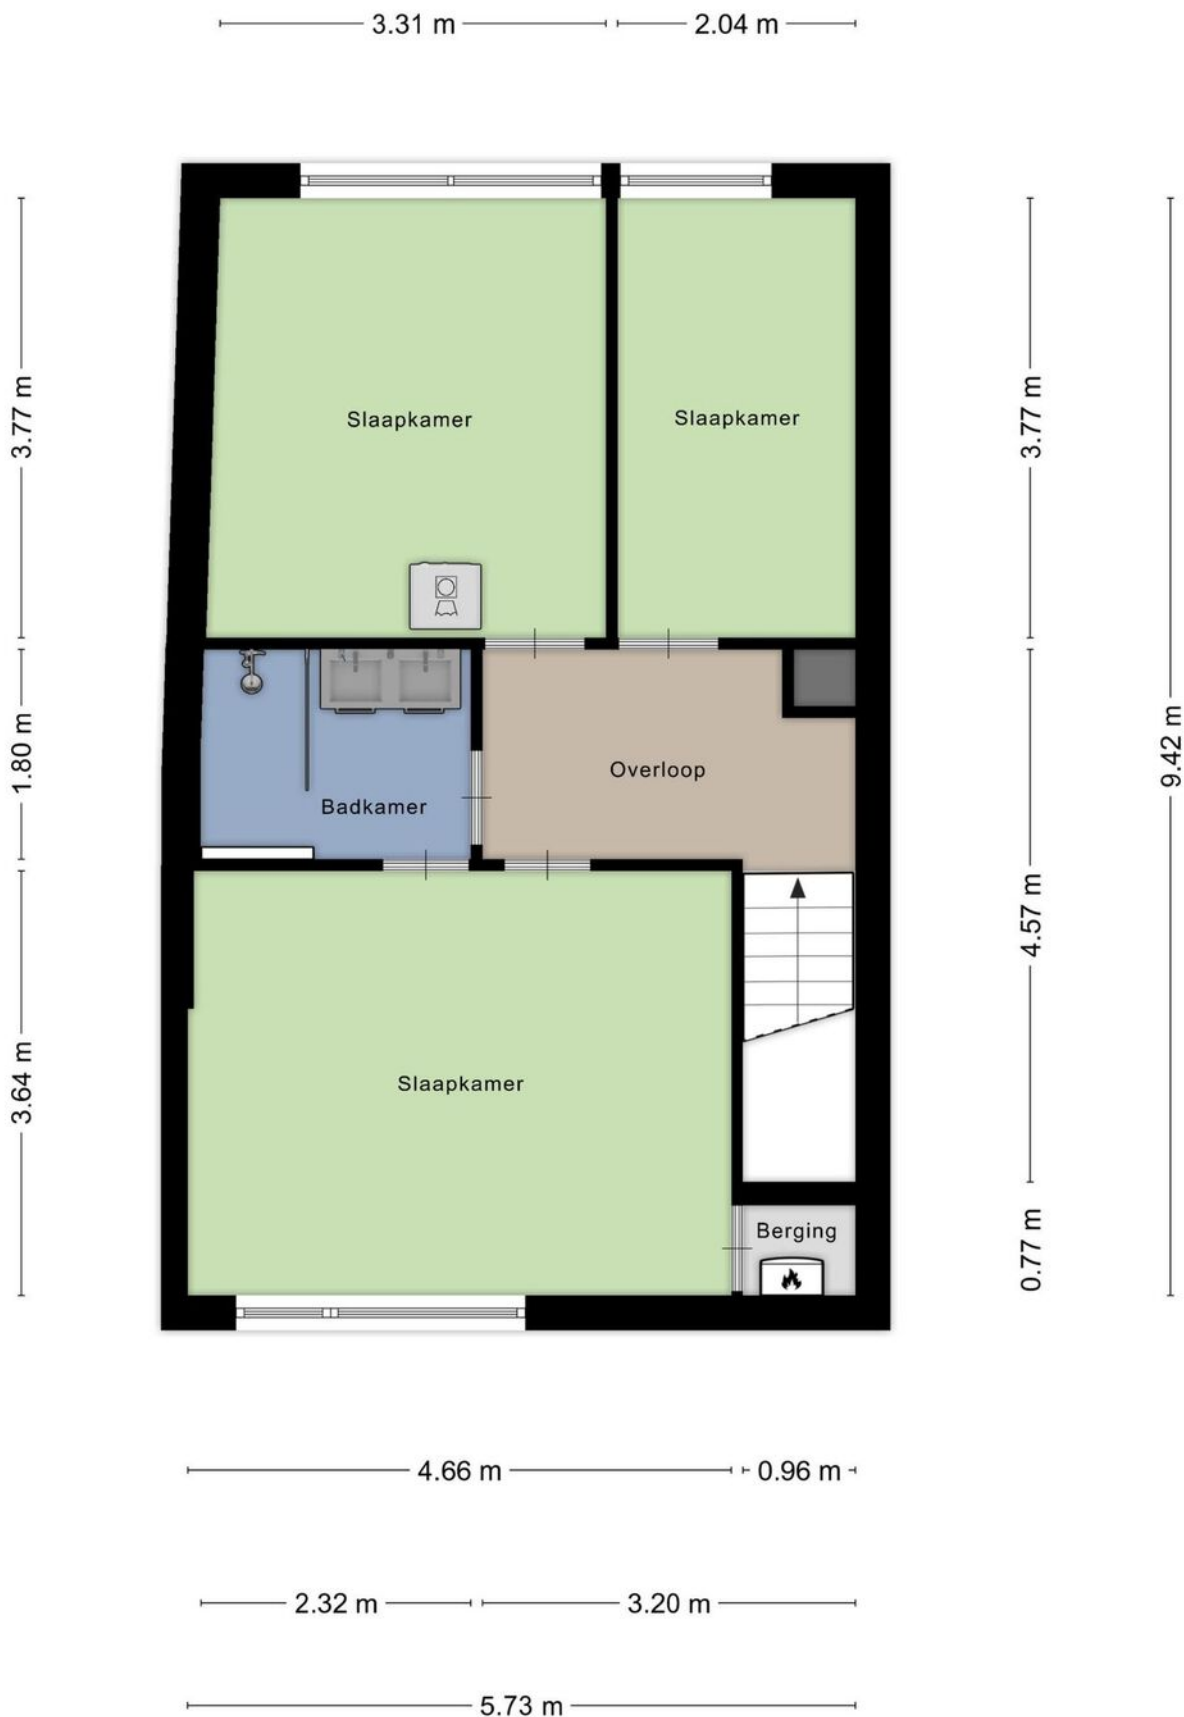 3.31 m
2.04 m
Slaapkamer
Slaapkamer
3.77 m
3.77 m
9.42 m
1.80 m
Overloop
Badkamer
4.57 m
3.64 m
Slaapkamer
Berging
0.77 m
4.66 m
0.96 m
2.32 m
3.20 m
5.73 m